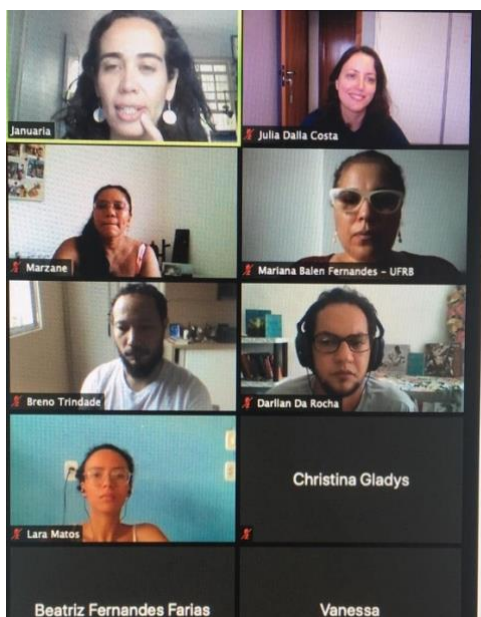 Januaria
Julia Dalla Costa
Marzane
Mariana Balen Fernandes - UFRB
Breno Trindade
Darllan Da Rocha
Lara Matos
Christina Gladys
Beatriz Fernandes Farias
Vanessa